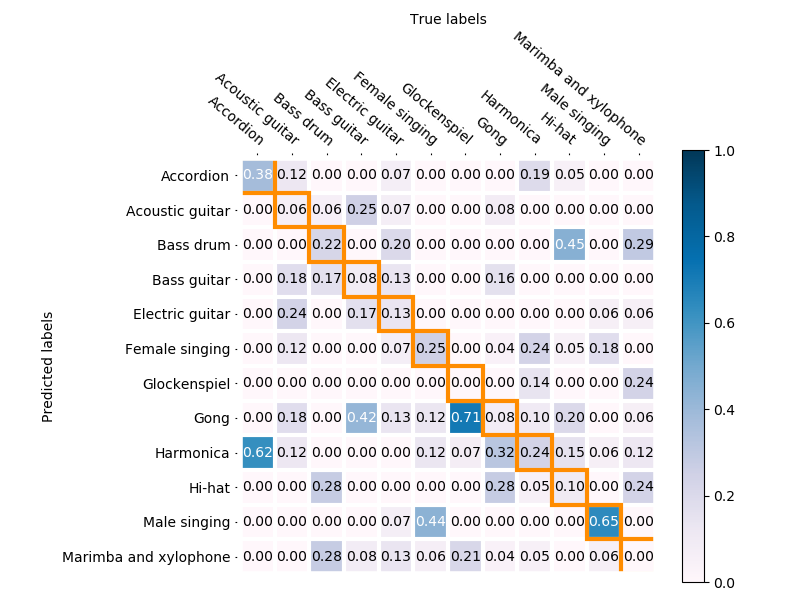 True labels
Accordion
Acoustic guitar
Bass drum
Bass guitar
Electric guitar
Female singing
Glockenspiel
Gong
Harmonica
Hi-hat
Male singing
Marimba and xylophone
Predicted labels
Accordion 0.38 0.12 0.00 0.00 0.07 0.00 0.00 0.00 0.19 0.05 0.00 0.00
Acoustic guitar 0.00 0.06 0.06 0.25 0.07 0.00 0.00 0.08 0.00 0.00 0.00 0.00
Bass drum 0.00 0.00 0.22 0.00 0.20 0.00 0.00 0.00 0.00 0.45 0.00 0.29
Bass guitar 0.00 0.18 0.17 0.08 0.13 0.00 0.00 0.16 0.00 0.00 0.00 0.00
Electric guitar 0.00 0.24 0.00 0.17 0.13 0.00 0.00 0.00 0.00 0.00 0.06 0.06
Female singing 0.00 0.12 0.00 0.00 0.07 0.25 0.00 0.04 0.24 0.05 0.18 0.00
Glockenspiel 0.00 0.00 0.00 0.00 0.00 0.00 0.00 0.00 0.14 0.00 0.00 0.24
Gong 0.00 0.18 0.00 0.42 0.13 0.12 0.71 0.08 0.10 0.20 0.00 0.06
Harmonica 0.62 0.12 0.00 0.00 0.00 0.12 0.07 0.32 0.24 0.15 0.06 0.12
Hi-hat 0.00 0.00 0.28 0.00 0.00 0.00 0.00 0.28 0.05 0.10 0.00 0.24
Male singing 0.00 0.00 0.00 0.00 0.07 0.44 0.00 0.00 0.00 0.00 0.65 0.00
Marimba and xylophone 0.00 0.00 0.28 0.08 0.13 0.06 0.21 0.04 0.05 0.00 0.06 0.00
1.0
0.8
0.6
0.4
0.2
0.0